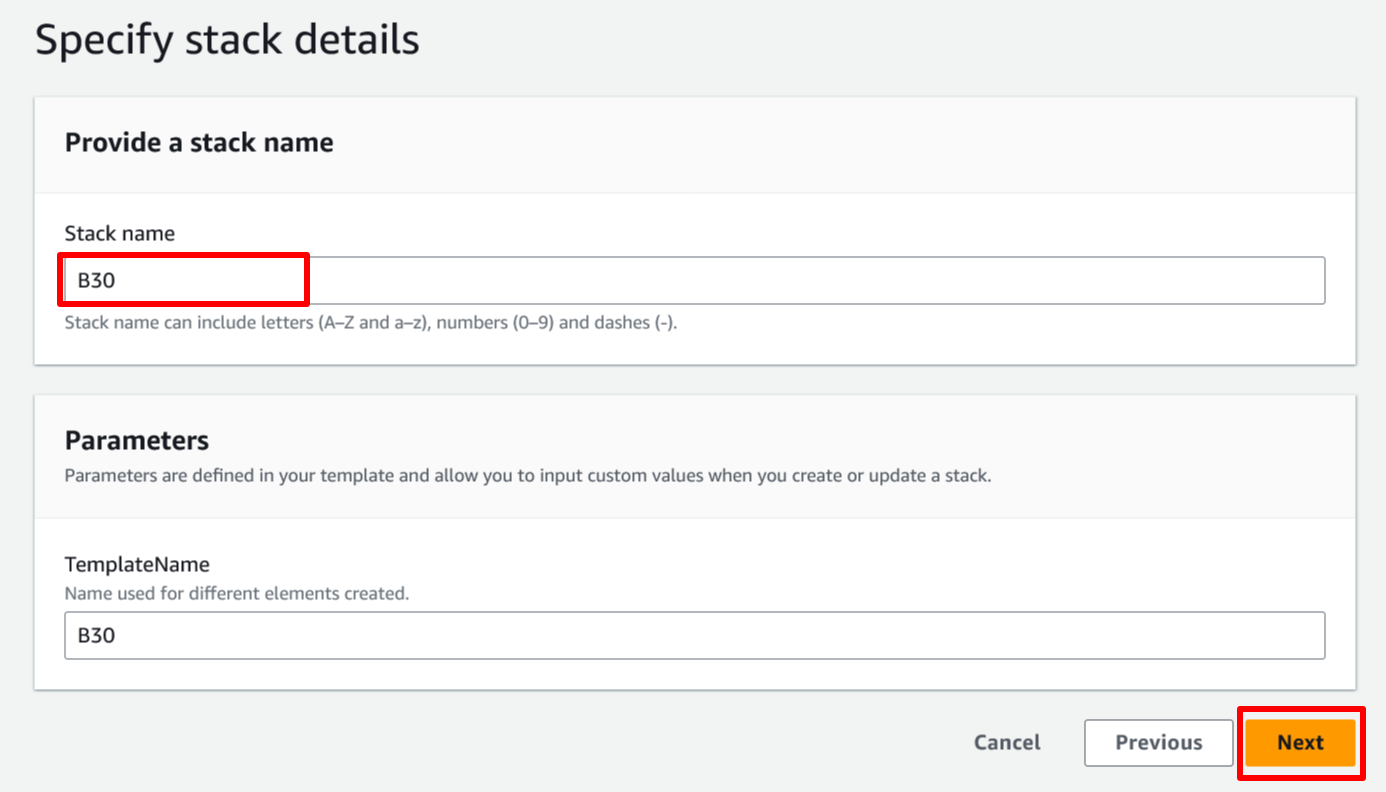 Specify stack details
Provide a stack name
Stack name
B30
Stack name can include letters (A–Z and a–z), numbers (0–9) and dashes (-).
Parameters
Parameters are defined in your template and allow you to input custom values when you create or update a stack.
TemplateName
Name used for different elements created.
B30
Cancel Previous Next